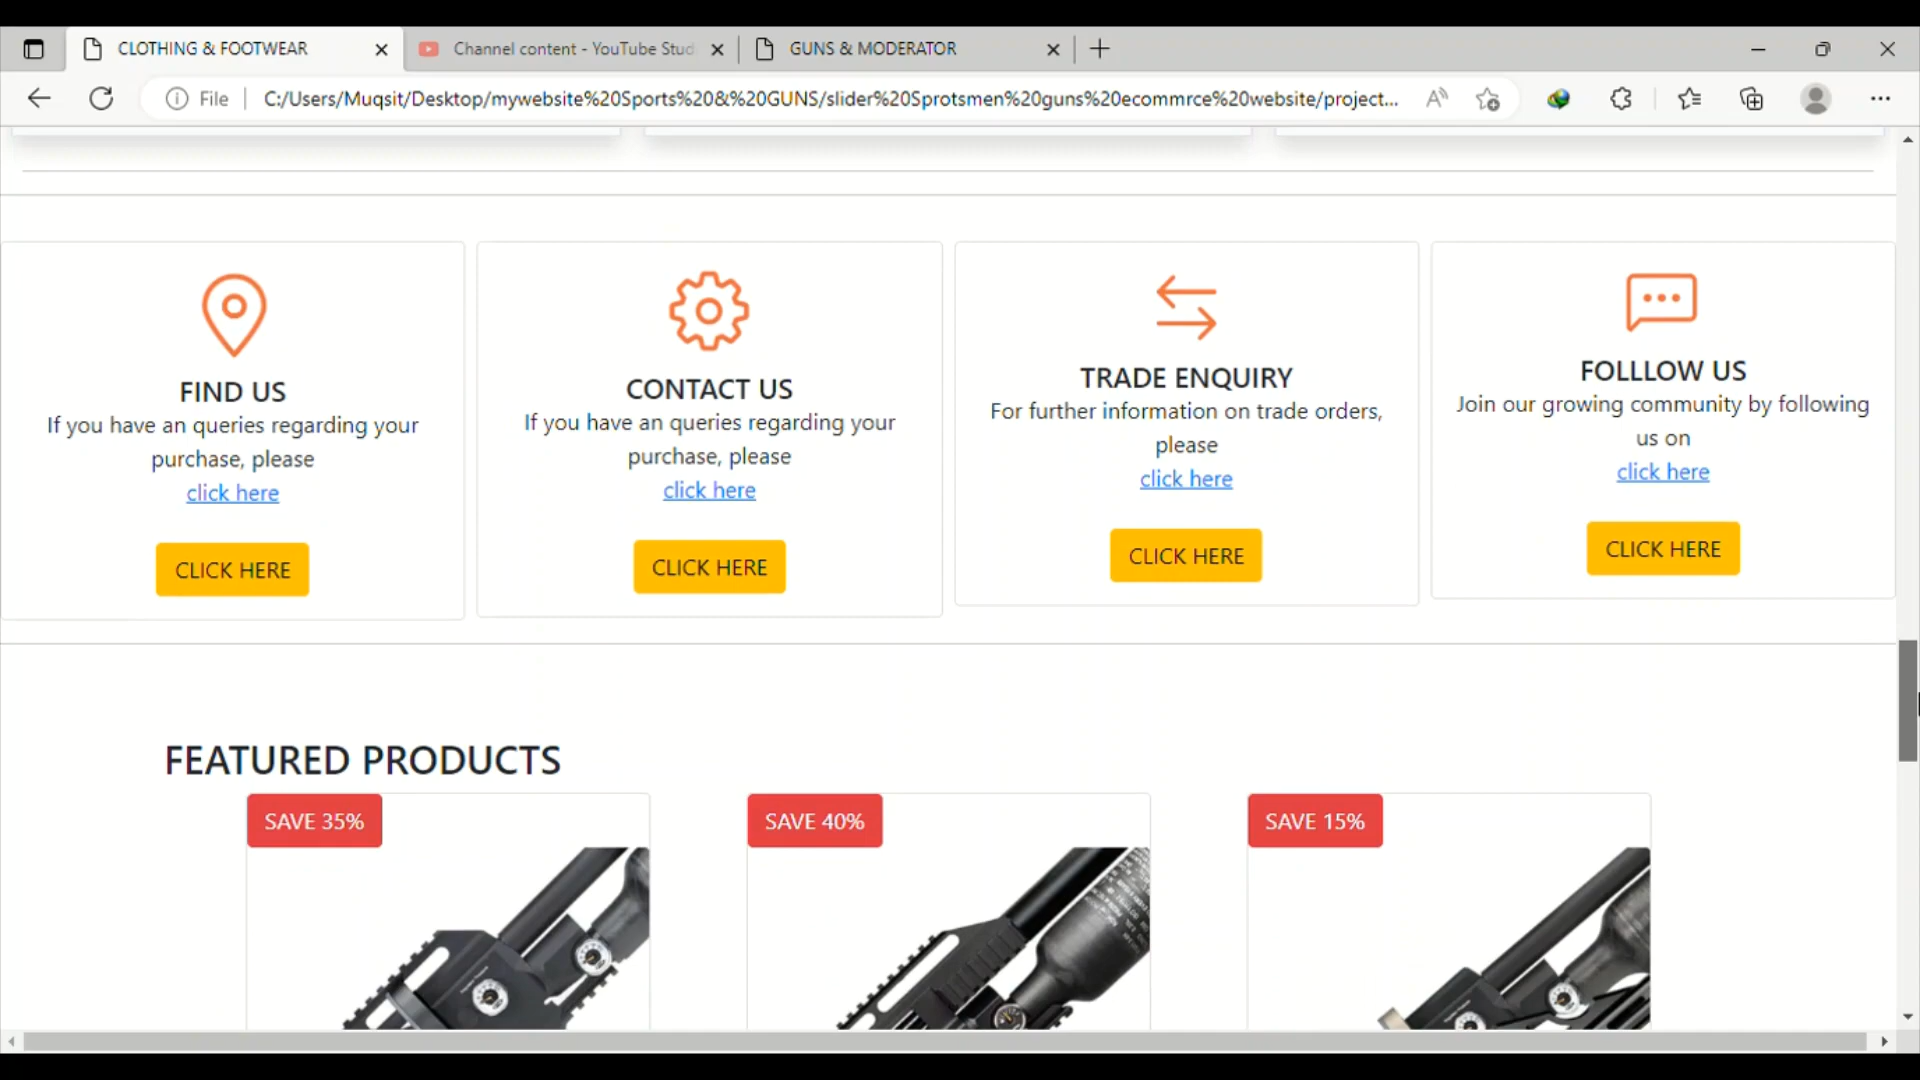 CLOTHING & FOOTWEAR
Channel content - YouTube Stud
GUNS & MODERATOR
File
C:/Users/Muqsit/Desktop/mywebsite%20Sports%20&%20GUNS/slider%20Sprotsmen%20guns%20ecommrce%20website/project...
FIND US
If you have an queries regarding your
purchase, please
click here
CLICK HERE
CONTACT US
If you have an queries regarding your
purchase, please
click here
CLICK HERE
TRADE ENQUIRY
For further information on trade orders,
please
click here
CLICK HERE
FOLLLOW US
Join our growing community by following
us on
click here
CLICK HERE
FEATURED PRODUCTS
SAVE 35%
SAVE 40%
SAVE 15%